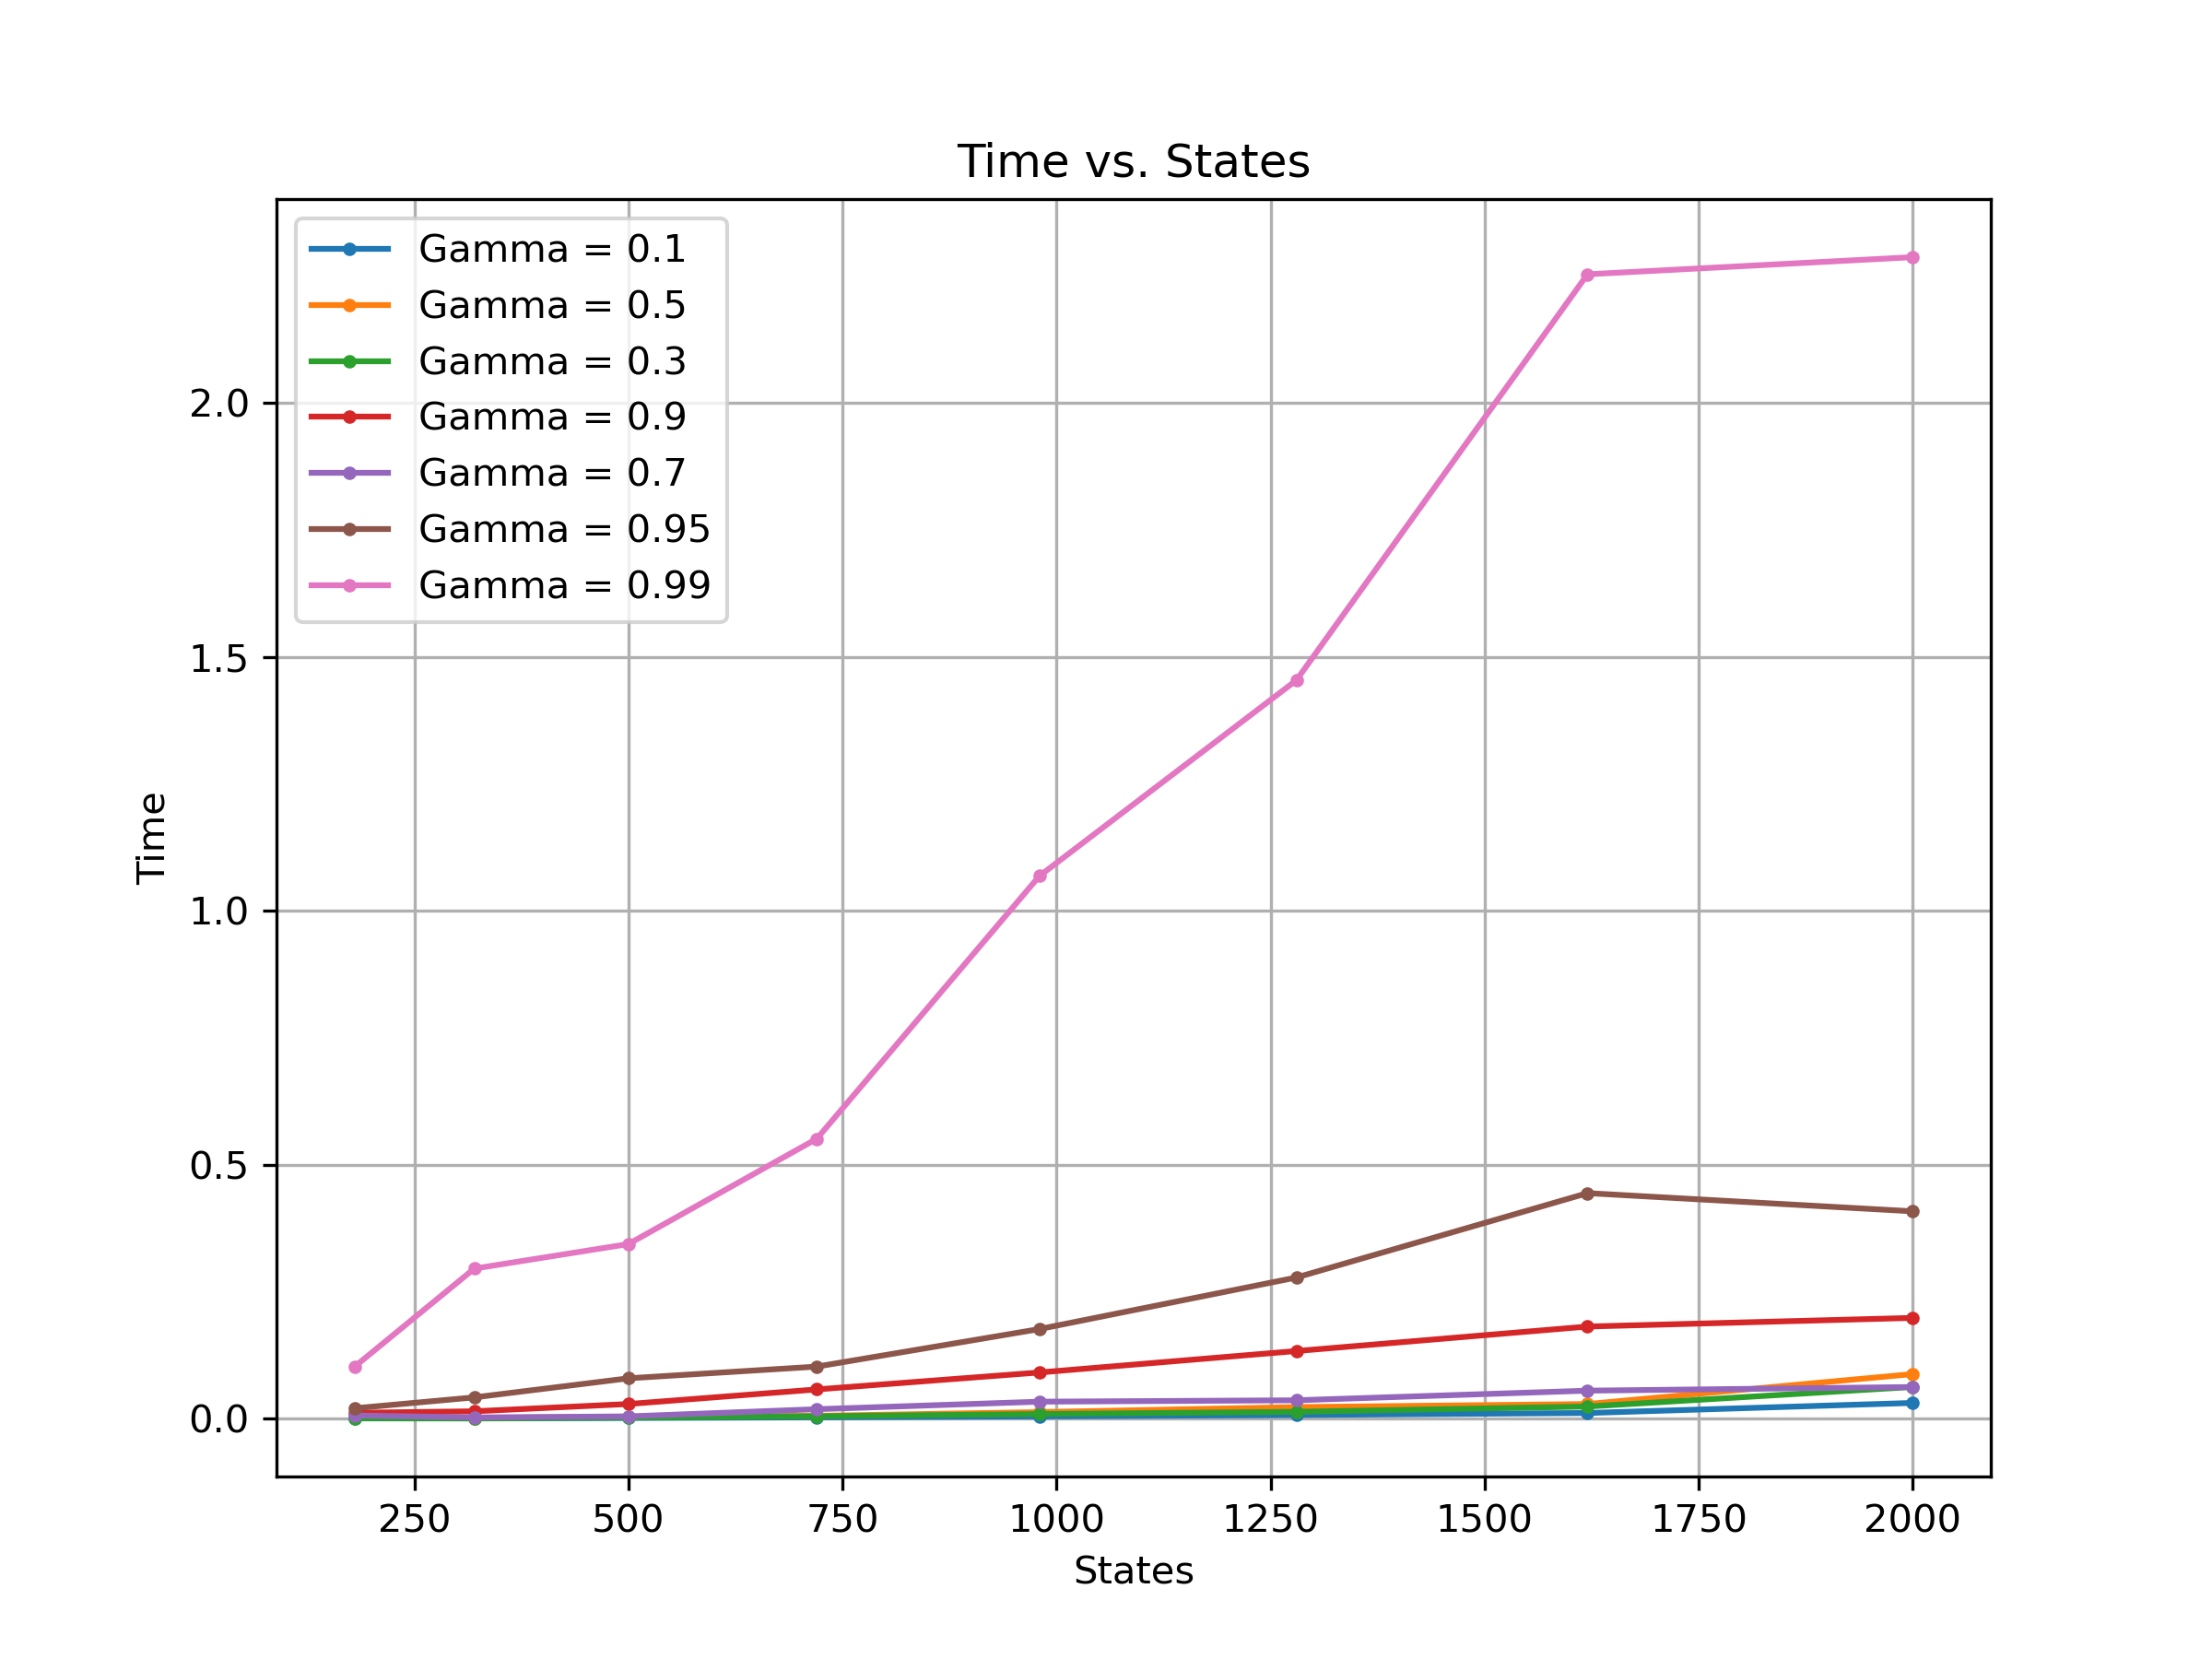 Time vs. States
Gamma = 0.1
Gamma = 0.5
Gamma = 0.3
Gamma = 0.9
Gamma = 0.7
Gamma = 0.95
Gamma = 0.99
2.0
1.5
1.0
0.5
0.0
Time
250 500 750 1000 1250 1500 1750 2000
States